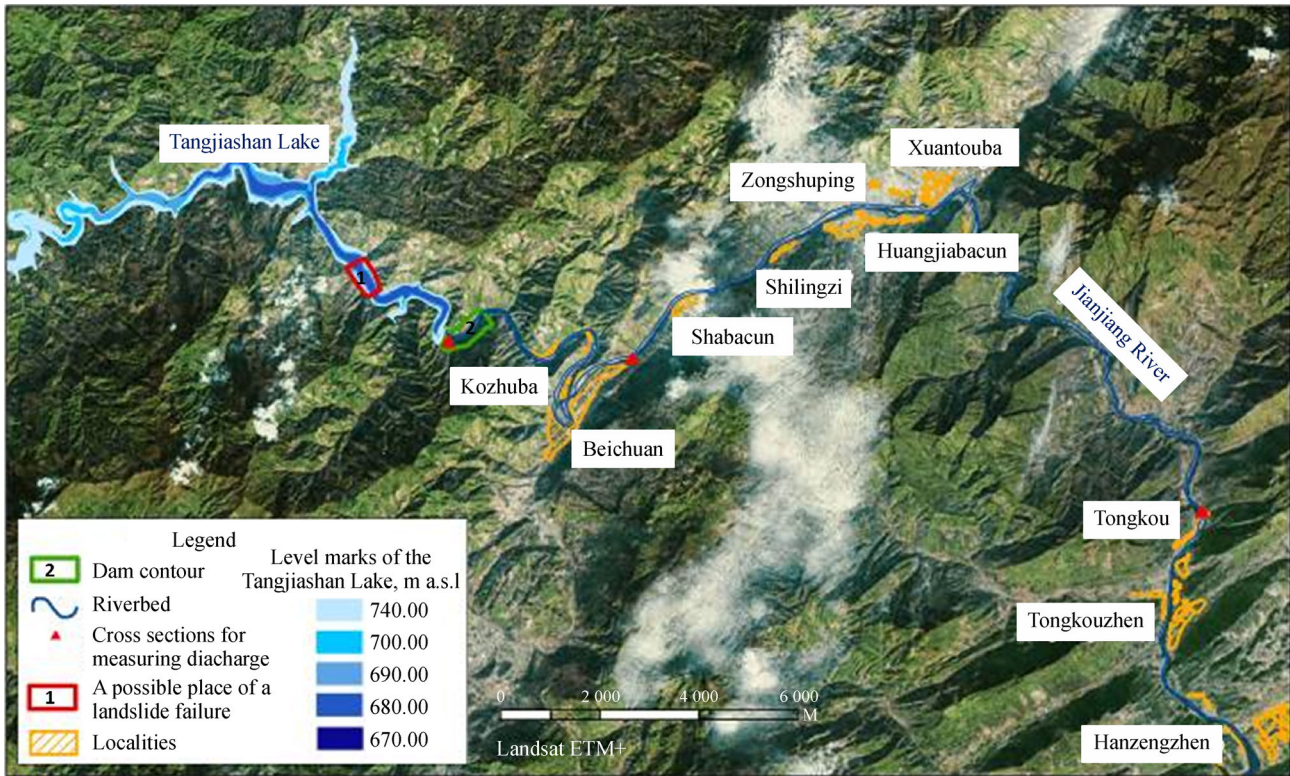 Tangjiashan Lake
Xuantouba
Zongshuping
Huangjiabacun
1
Shilingzi
Jianjiang River
2
Shabacun
Kozhuba
Beichuan
Tongkou
Tongkouzhen
Hanzengzhen
Legend
2 Dam contour
Riverbed
Cross sections for
measuring diacharge
1 A possible place of a
landslide failure
Localities
Level marks of the
Tangjiashan Lake, m a.s.l
740.00
700.00
690.00
680.00
670.00
0 2 000 4 000 6 000
M
Landsat ETM+